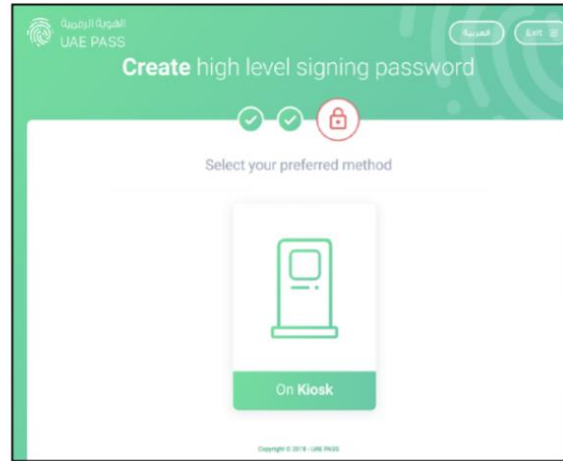 الهوية الرقمية
UAE PASS
العربية
Exit
Create high level signing password
Select your preferred method
On Kiosk
Copyright © 2018 - UAE PASS